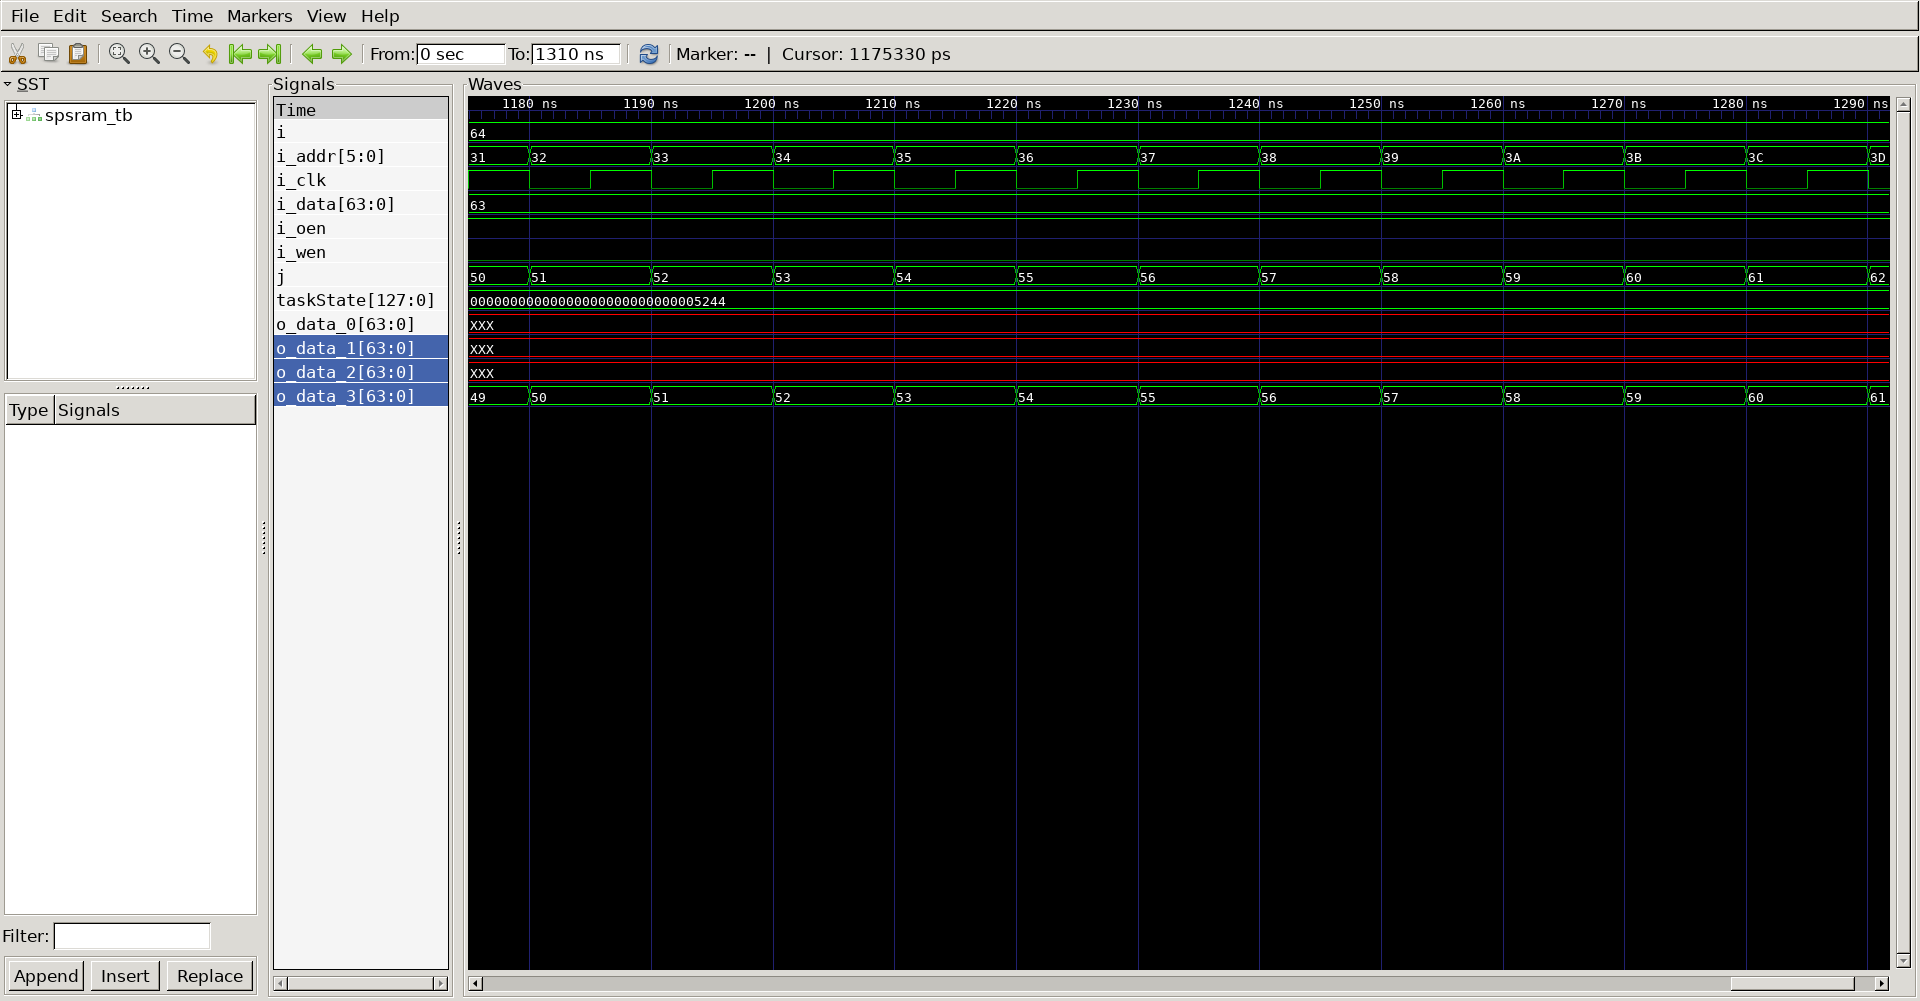 File Edit Search Time Markers View Help
From: 0 sec To: 1310 ns Marker: -- | Cursor: 1175330 ps
SST
spsram_tb
Type Signals
Filter:
Append Insert Replace
Signals
Time
i
i_addr[5:0]
i_clk
i_data[63:0]
i_oen
i_wen
j
taskState[127:0]
o_data_0[63:0]
o_data_1[63:0]
o_data_2[63:0]
o_data_3[63:0]
Waves
1180 ns 1190 ns 1200 ns 1210 ns 1220 ns 1230 ns 1240 ns 1250 ns 1260 ns 1270 ns 1280 ns 1290 ns
64
31 32 33 34 35 36 37 38 39 3A 3B 3C 3D
63
50 51 52 53 54 55 56 57 58 59 60 61 62
00000000000000000000000000005244
XXX
XXX
XXX
49 50 51 52 53 54 55 56 57 58 59 60 61